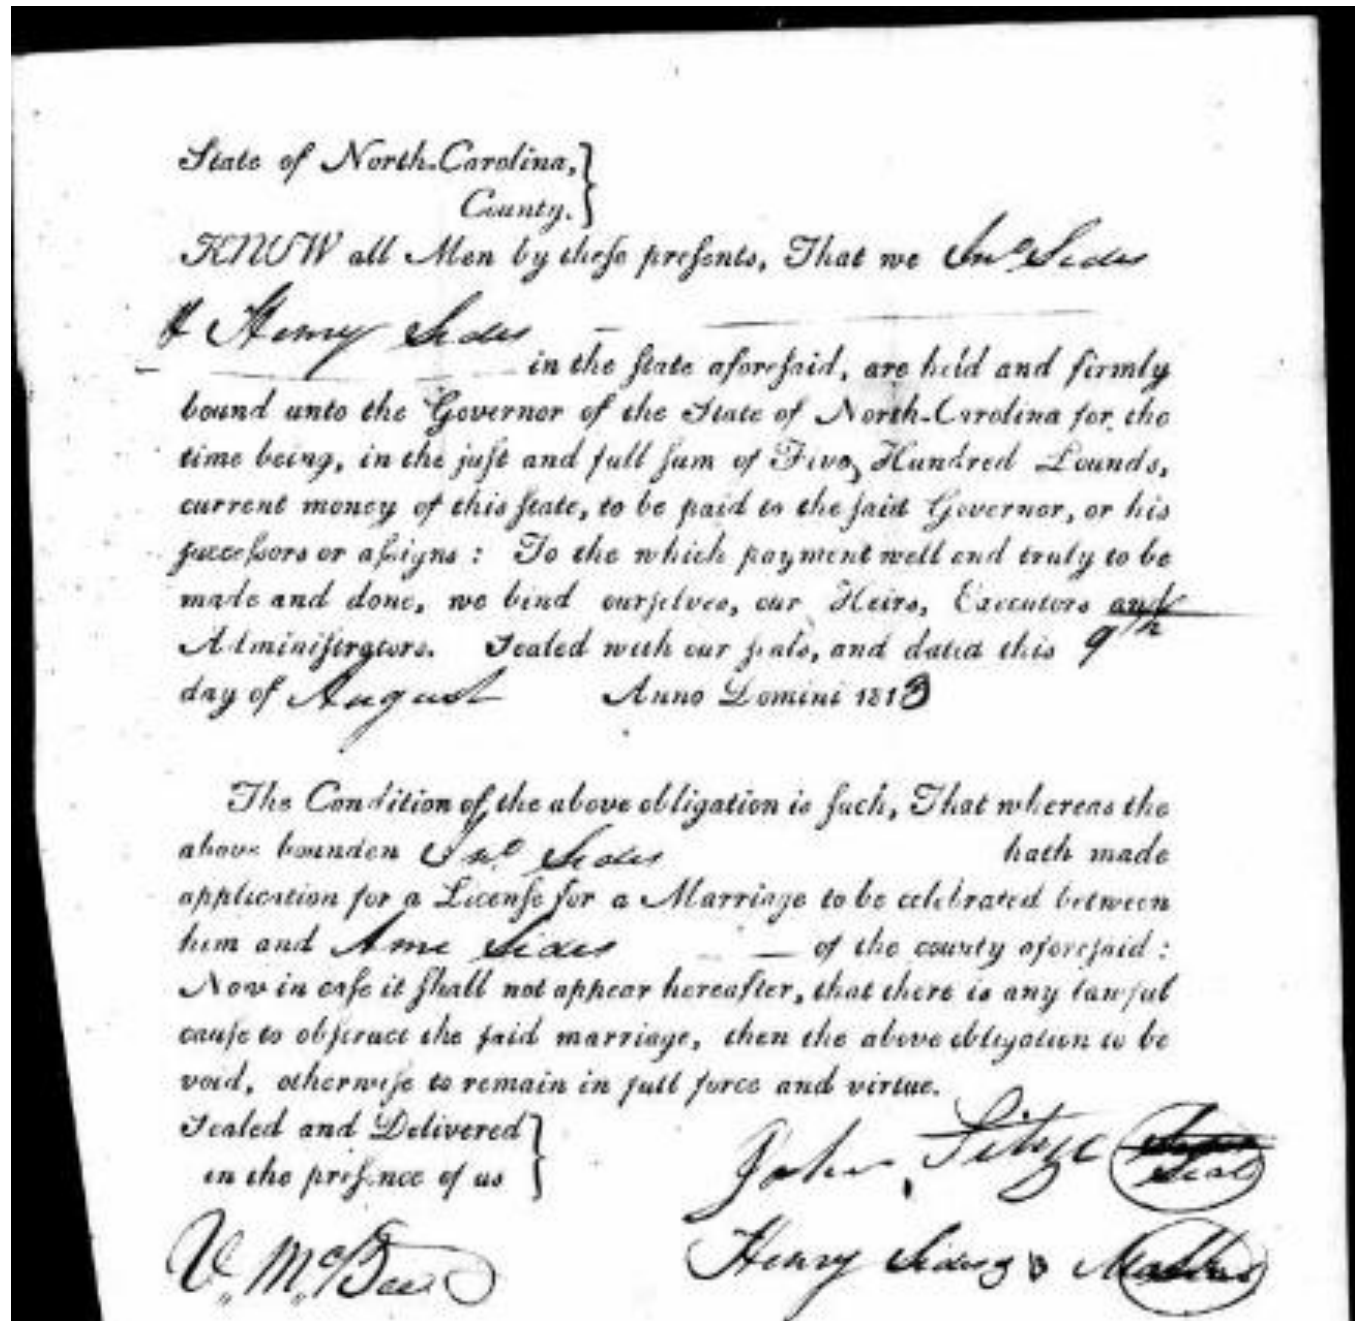 State of North-Carolina,
County.
KNOW all Men by theſe preſents, That we Jno Sides
& Henry Sides
in the ſtate aforeſaid, are held and firmly
bound unto the Governor of the State of North-Carolina for the
time being, in the juſt and full ſum of Five Hundred Pounds,
current money of this ſtate, to be paid to the ſaid Governor, or his
ſucceſſors or aſſigns: To the which payment well and truly to be
made and done, we bind ourſelves, our Heirs, Executors and
Adminiſtrators. Sealed with our ſeals, and dated this 9th
day of August Anno Domini 1813
The Condition of the above obligation is ſuch, That whereas the
above bounden Jno Sides hath made
application for a Licenſe for a Marriage to be celebrated between
him and Ame Sides of the county aforeſaid:
Now in caſe it ſhall not appear hereafter, that there is any lawful
cauſe to obſtruct the ſaid marriage, then the above obligation to be
void, otherwiſe to remain in full force and virtue.
Sealed and Delivered
in the preſence of us
John Seal
Henry Sides
V. McBee